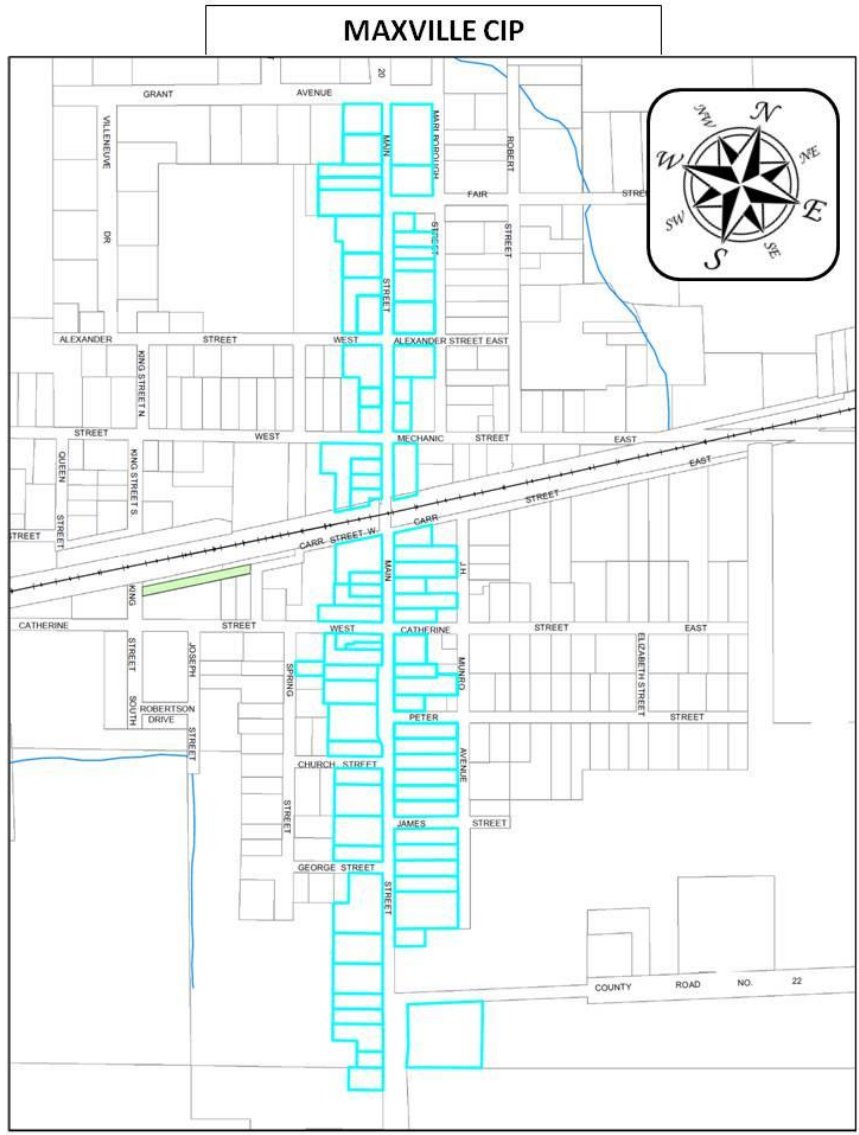 MAXVILLE CIP
20
GRANT AVENUE
VILLENEUVE DR
MAIN STREET
MARLBOROUGH STREET
ROBERT STREET
FAIR
N
NE
E
SE
S
SW
W
NW
ALEXANDER STREET WEST
ALEXANDER STREET EAST
KING STREET N.
STREET WEST
MECHANIC STREET EAST
QUEEN STREET
KING STREET S.
STREET
CARR STREET W
CARR STREET EAST
MAIN STREET
J.H. MUNRO AVENUE
KING STREET SOUTH
CATHERINE STREET WEST
CATHERINE STREET EAST
JOSEPH STREET
SPRING STREET
ELIZABETH STREET
ROBERTSON
DRIVE
PETER STREET
CHURCH STREET
JAMES STREET
GEORGE STREET
COUNTY ROAD NO. 22